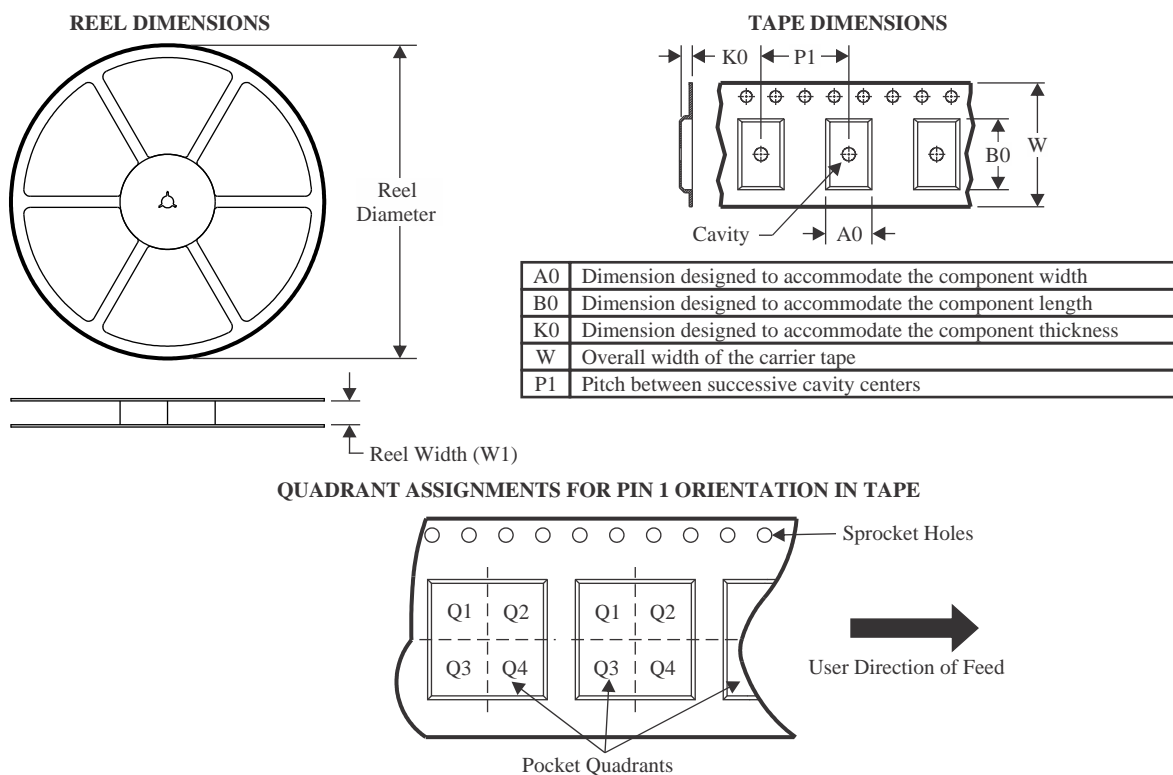 REEL DIMENSIONS
Reel
Diameter
Reel Width (W1)
TAPE DIMENSIONS
K0
P1
W
B0
Cavity
A0
A0 Dimension designed to accommodate the component width
B0 Dimension designed to accommodate the component length
K0 Dimension designed to accommodate the component thickness
W Overall width of the carrier tape
P1 Pitch between successive cavity centers
QUADRANT ASSIGNMENTS FOR PIN 1 ORIENTATION IN TAPE
Sprocket Holes
Q1 Q2 Q1 Q2
Q3 Q4 Q3 Q4
User Direction of Feed
Pocket Quadrants